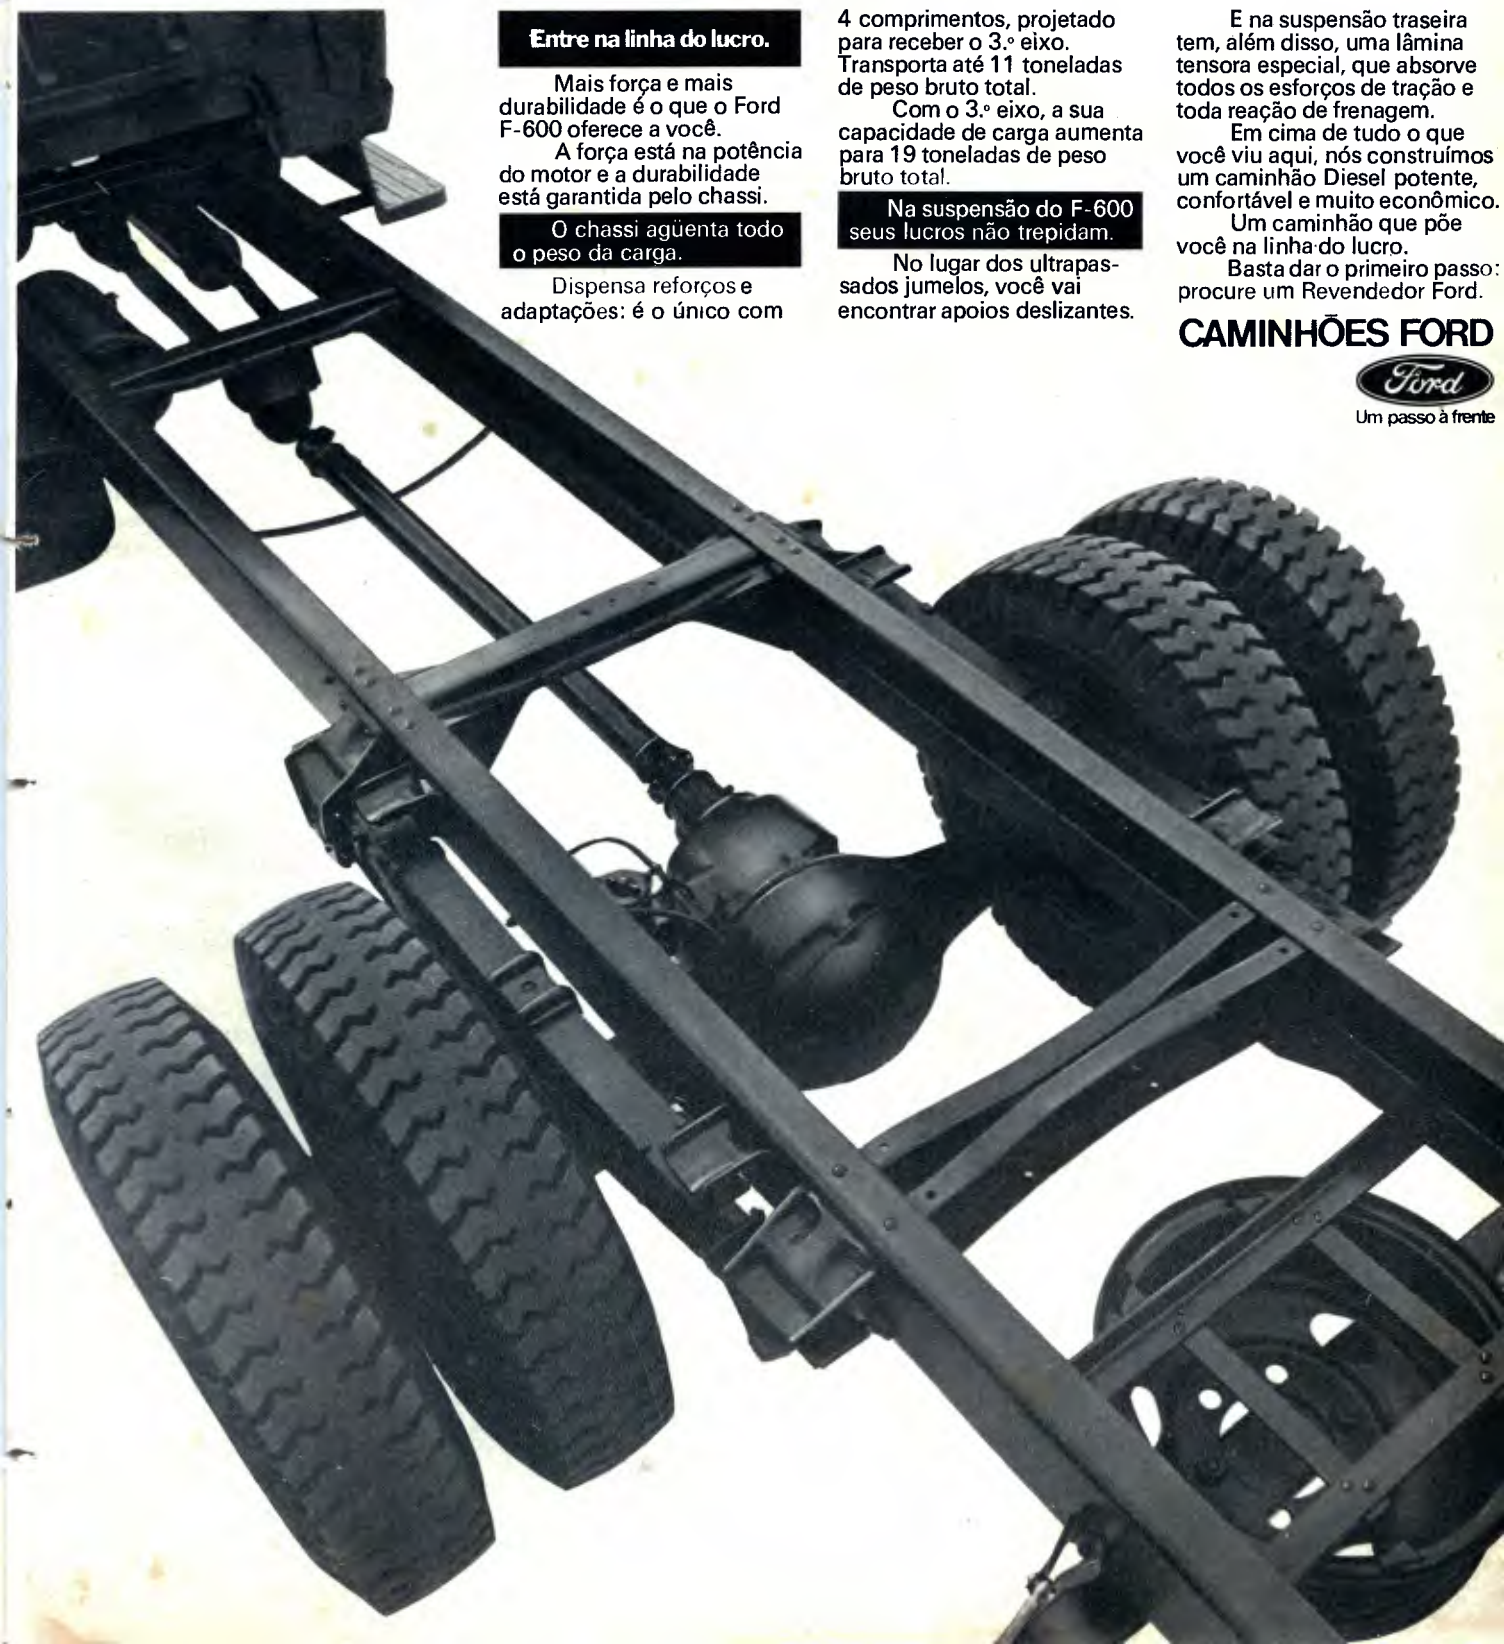 Entre na linha do lucro.
Mais força e mais
durabilidade é o que o Ford
F-600 oferece a você.
A força está na potência
do motor e a durabilidade
está garantida pelo chassi.
O chassi agüenta todo
o peso da carga.
Dispensa reforços e
adaptações: é o único com
4 comprimentos, projetado
para receber o 3.º eixo.
Transporta até 11 toneladas
de peso bruto total.
Com o 3.º eixo, a sua
capacidade de carga aumenta
para 19 toneladas de peso
bruto total.
Na suspensão do F-600
seus lucros não trepidam.
No lugar dos ultrapas-
sados jumelos, você vai
encontrar apoios deslizantes.
E na suspensão traseira
tem, além disso, uma lâmina
tensora especial, que absorve
todos os esforços de tração e
toda reação de frenagem.
Em cima de tudo o que
você viu aqui, nós construímos
um caminhão Diesel potente,
confortável e muito econômico.
Um caminhão que põe
você na linha do lucro.
Basta dar o primeiro passo:
procure um Revendedor Ford.
CAMINHÕES FORD
Ford
Um passo à frente